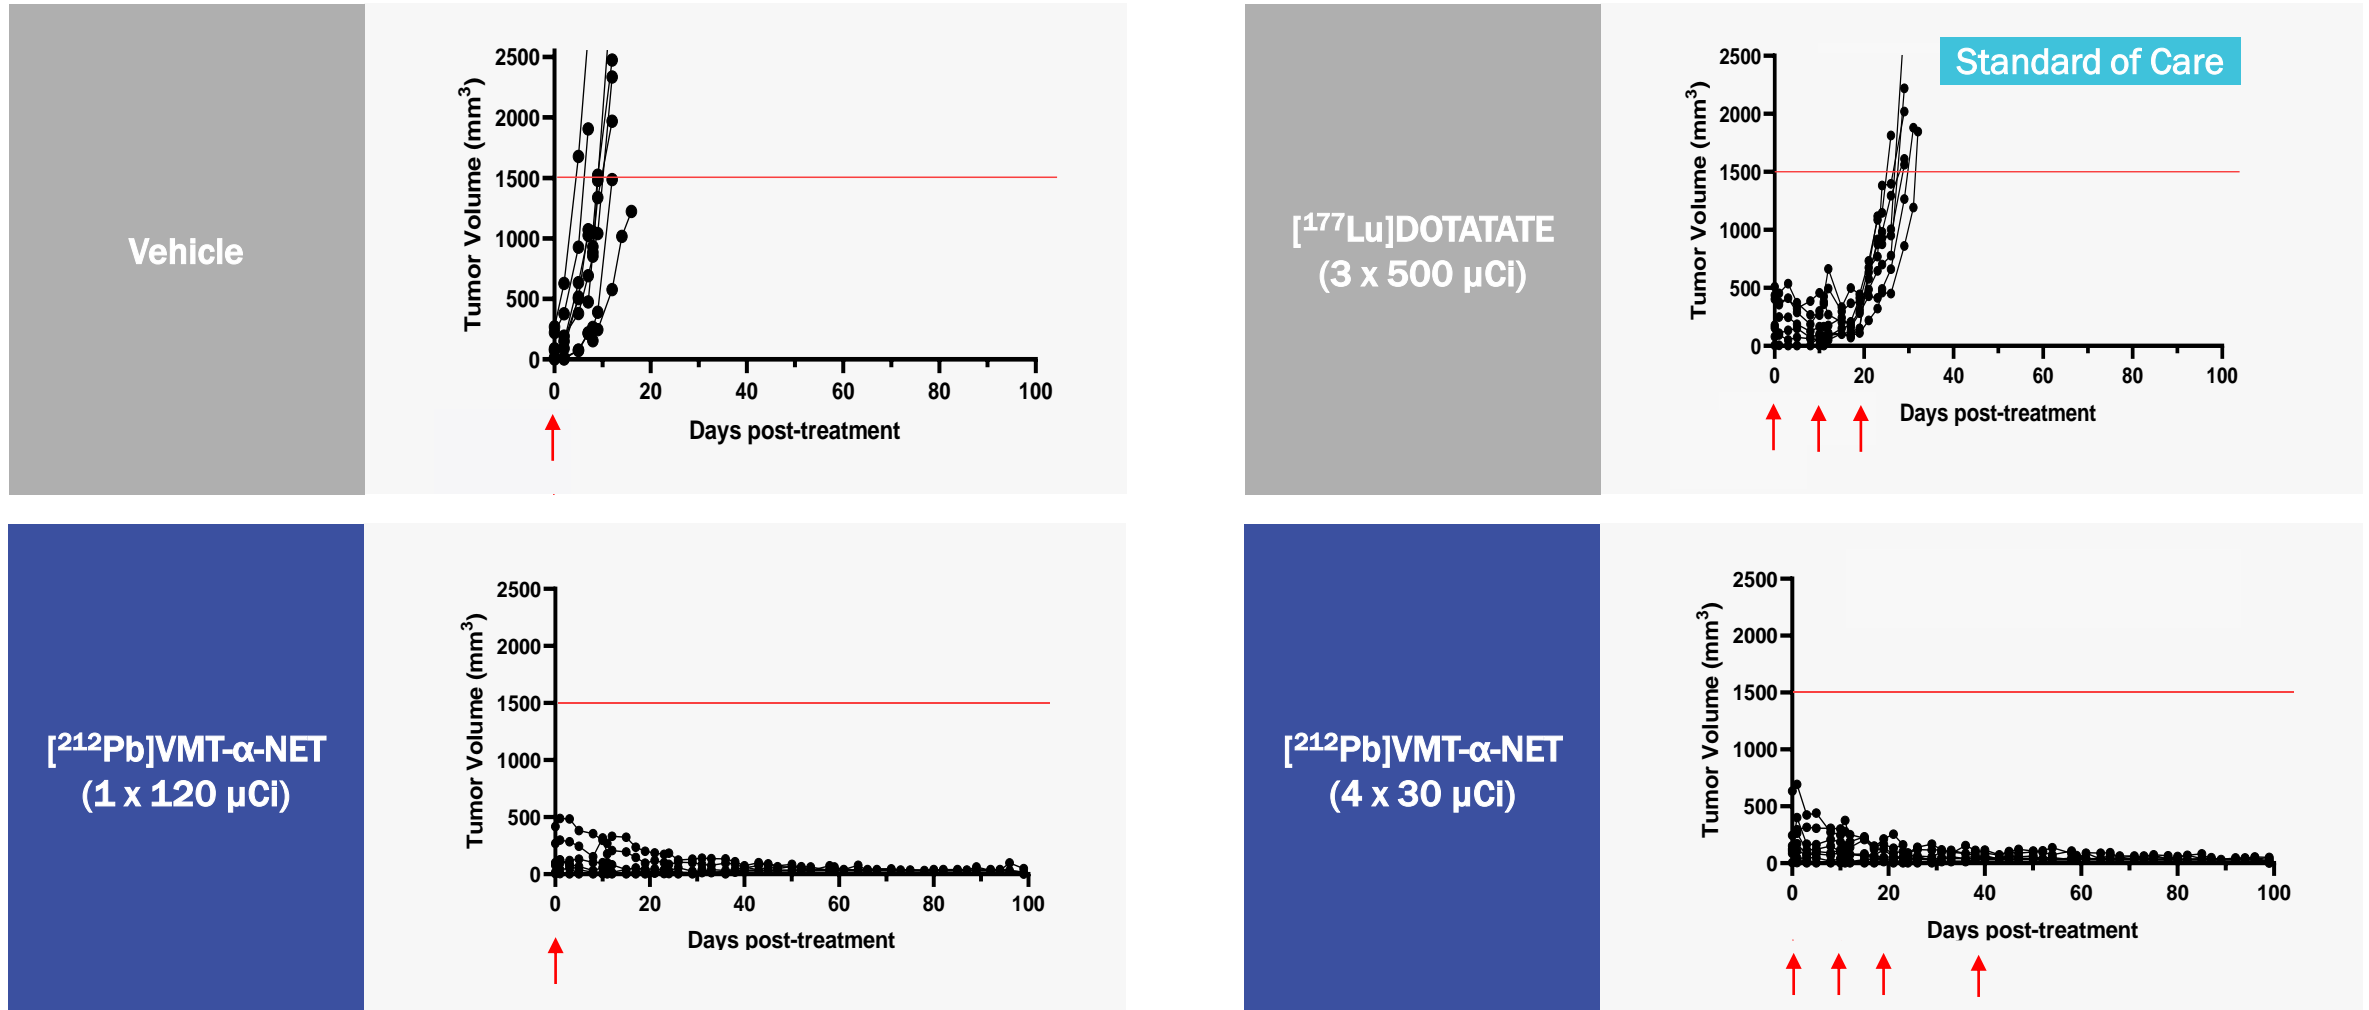 Vehicle
2500
2000
1500
1000
500
0
Tumor Volume (mm³)
0 20 40 60 80 100
Days post-treatment
[¹⁷⁷Lu]DOTATATE
(3 x 500 µCi)
Standard of Care
2500
2000
1500
1000
500
0
Tumor Volume (mm³)
0 20 40 60 80 100
Days post-treatment
[²¹²Pb]VMT-α-NET
(1 x 120 µCi)
2500
2000
1500
1000
500
0
Tumor Volume (mm³)
0 20 40 60 80 100
Days post-treatment
[²¹²Pb]VMT-α-NET
(4 x 30 µCi)
2500
2000
1500
1000
500
0
Tumor Volume (mm³)
0 20 40 60 80 100
Days post-treatment